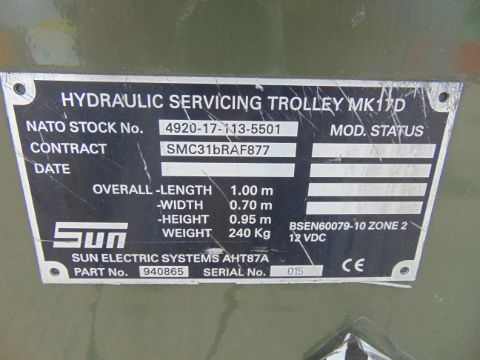 HYDRAULIC SERVICING TROLLEY MK17D
NATO STOCK No. 4920-17-113-5501 MOD. STATUS
CONTRACT SMC31bRAF877
DATE
OVERALL -LENGTH 1.00 m
-WIDTH 0.70 m
-HEIGHT 0.95 m
WEIGHT 240 Kg
BSEN60079-10 ZONE 2
12 VDC
Sun
SUN ELECTRIC SYSTEMS AHT87A
PART No. 940865 SERIAL No. 015 CE